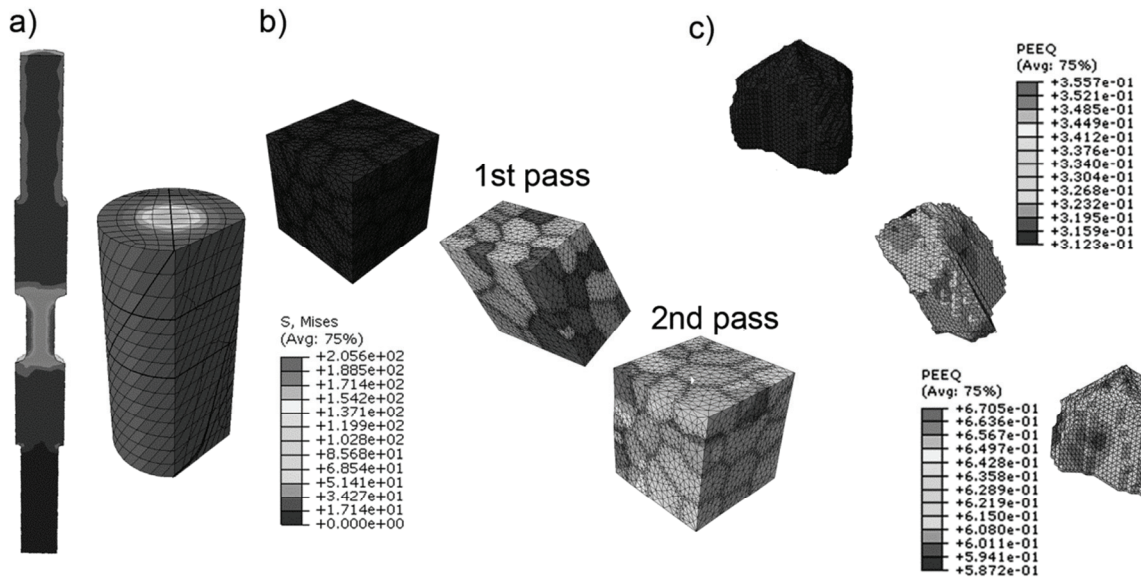 a)
b)
c)
1st pass
2nd pass
S, Mises
(Avg: 75%)
+2.056e+02
+1.885e+02
+1.714e+02
+1.542e+02
+1.371e+02
+1.199e+02
+1.028e+02
+8.568e+01
+6.854e+01
+5.141e+01
+3.427e+01
+1.714e+01
+0.000e+00
PEEQ
(Avg: 75%)
+3.557e-01
+3.521e-01
+3.485e-01
+3.449e-01
+3.412e-01
+3.376e-01
+3.340e-01
+3.304e-01
+3.268e-01
+3.232e-01
+3.195e-01
+3.159e-01
+3.123e-01
PEEQ
(Avg: 75%)
+6.705e-01
+6.636e-01
+6.567e-01
+6.497e-01
+6.428e-01
+6.358e-01
+6.289e-01
+6.219e-01
+6.150e-01
+6.080e-01
+6.011e-01
+5.941e-01
+5.872e-01